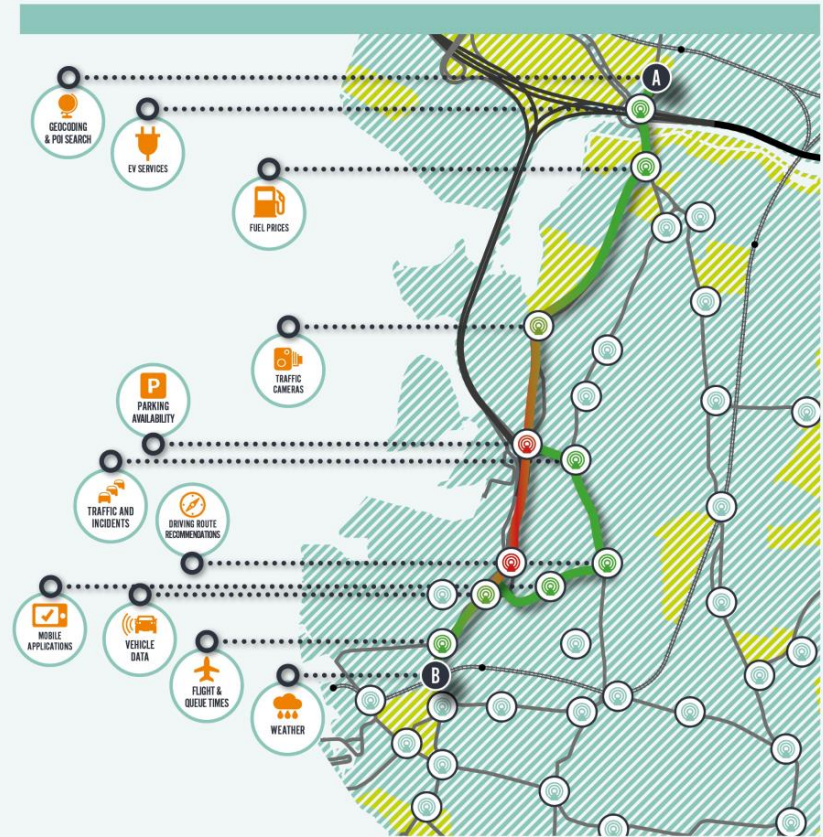 A
GEOCODING
& POI SEARCH
EV SERVICES
FUEL PRICES
TRAFFIC
CAMERAS
P
PARKING
AVAILABILITY
TRAFFIC AND
INCIDENTS
DRIVING ROUTE
RECOMMENDATIONS
MOBILE
APPLICATIONS
VEHICLE
DATA
FLIGHT &
QUEUE TIMES
B
WEATHER